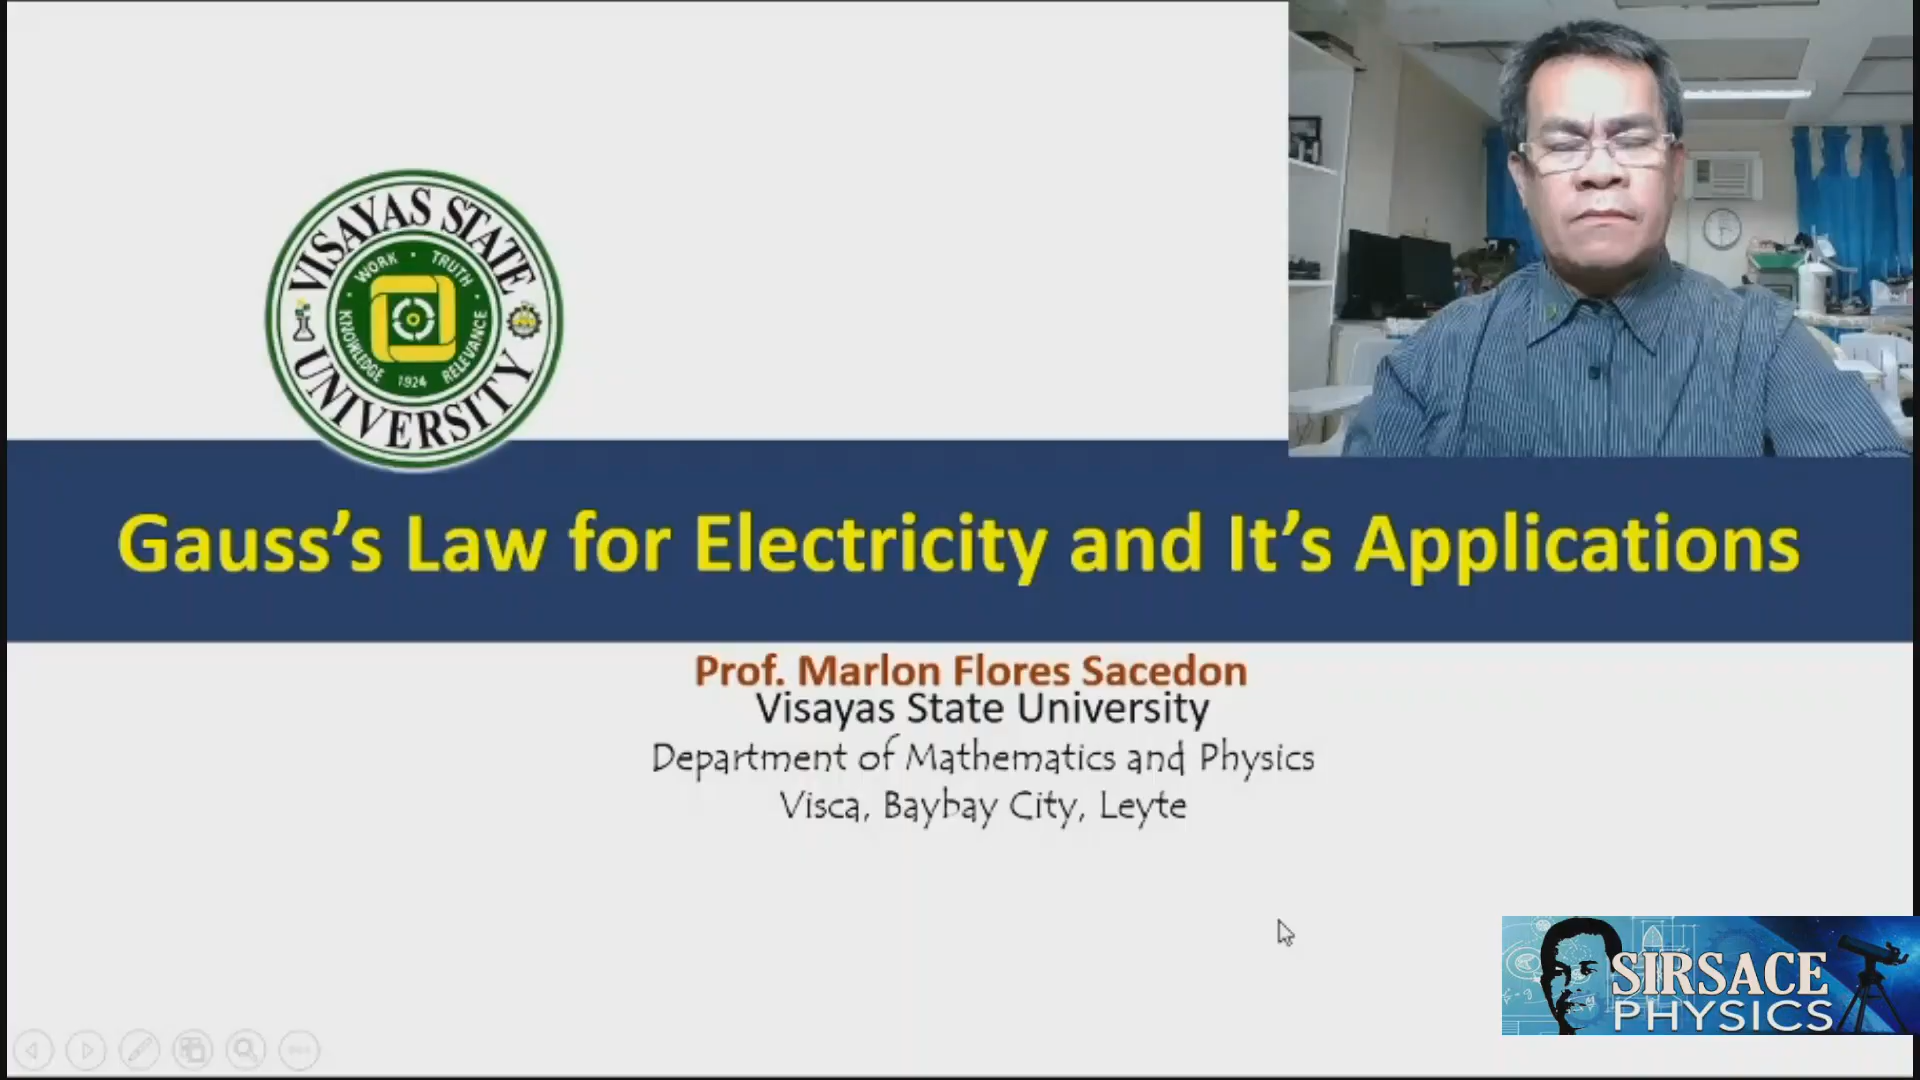 VISAYAS STATE
WORK • TRUTH
KNOWLEDGE 1924 RELEVANCE
UNIVERSITY
Gauss’s Law for Electricity and It’s Applications
Prof. Marlon Flores Sacedon
Visayas State University
Department of Mathematics and Physics
Visca, Baybay City, Leyte
SIRSACE
PHYSICS